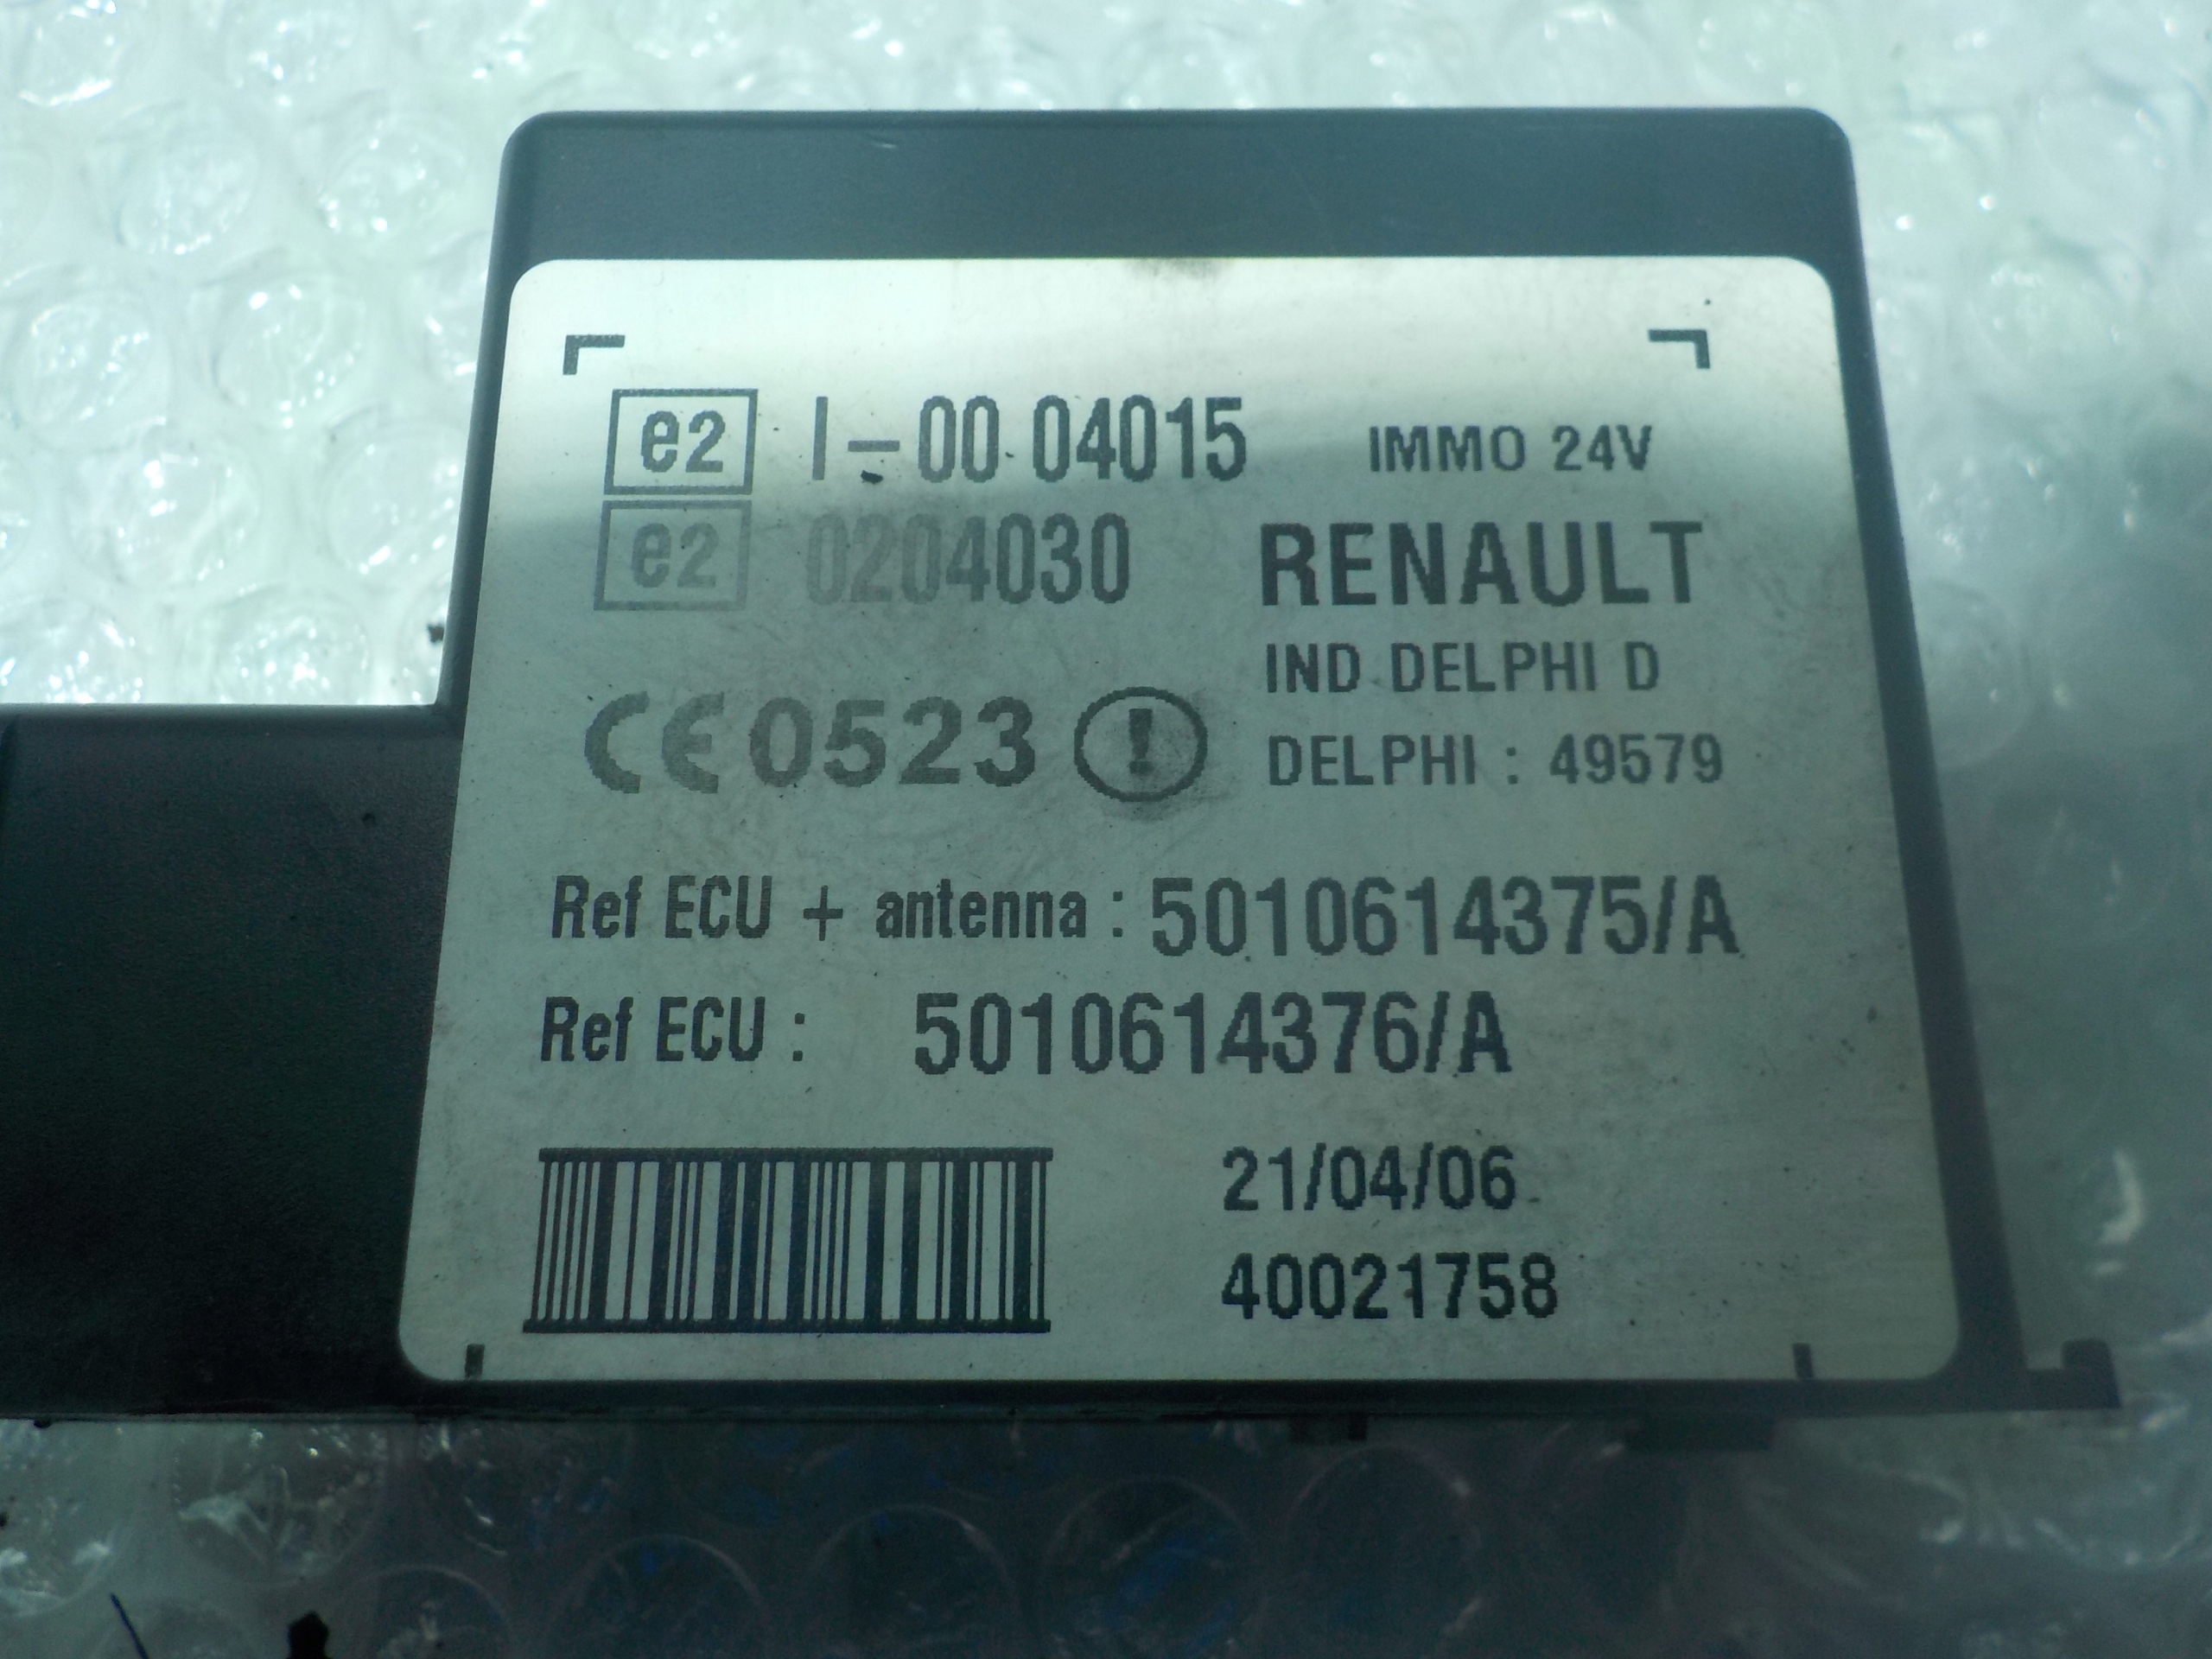 e2 I-00 04015 IMMO 24V
e2 0204030 RENAULT
IND DELPHI D
CE 0523 ! DELPHI : 49579
Ref ECU + antenna : 5010614375/A
Ref ECU : 5010614376/A
21/04/06
40021758